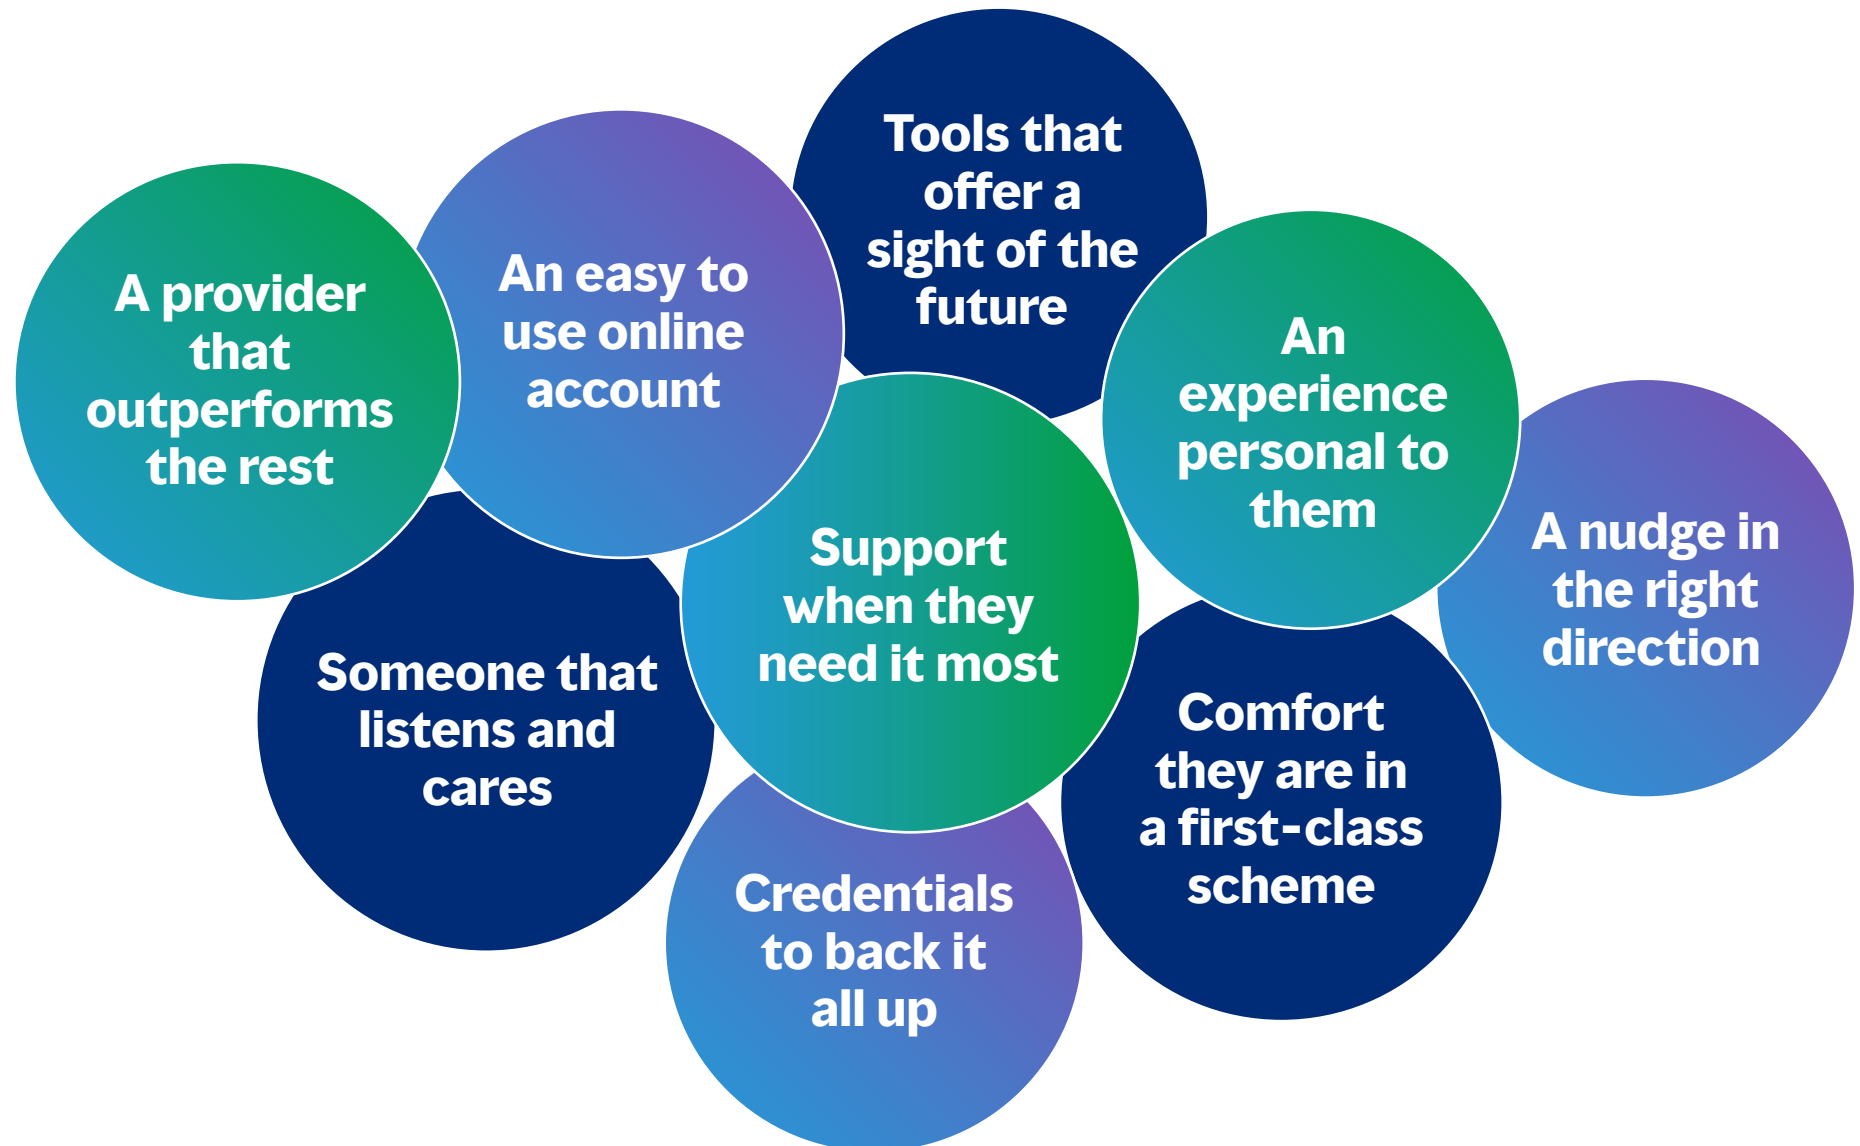 Tools that
offer a
sight of the
future
An easy to
use online
account
A provider
that
outperforms
the rest
An
experience
personal to
them
A nudge in
the right
direction
Support
when they
need it most
Someone that
listens and
cares
Comfort
they are in
a first-class
scheme
Credentials
to back it
all up